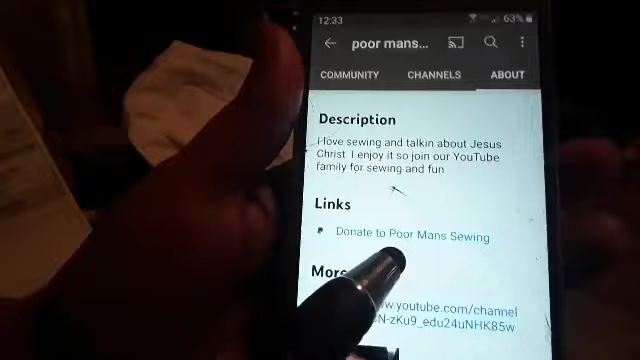 12:33
63%
poor mans...
COMMUNITY CHANNELS ABOUT
Description
I love sewing and talkin about Jesus
Christ I enjoy it so join our YouTube
family for sewing and fun
Links
Donate to Poor Mans Sewing
More
w.youtube.com/channel
N-zKu9_edu24uNHK85w